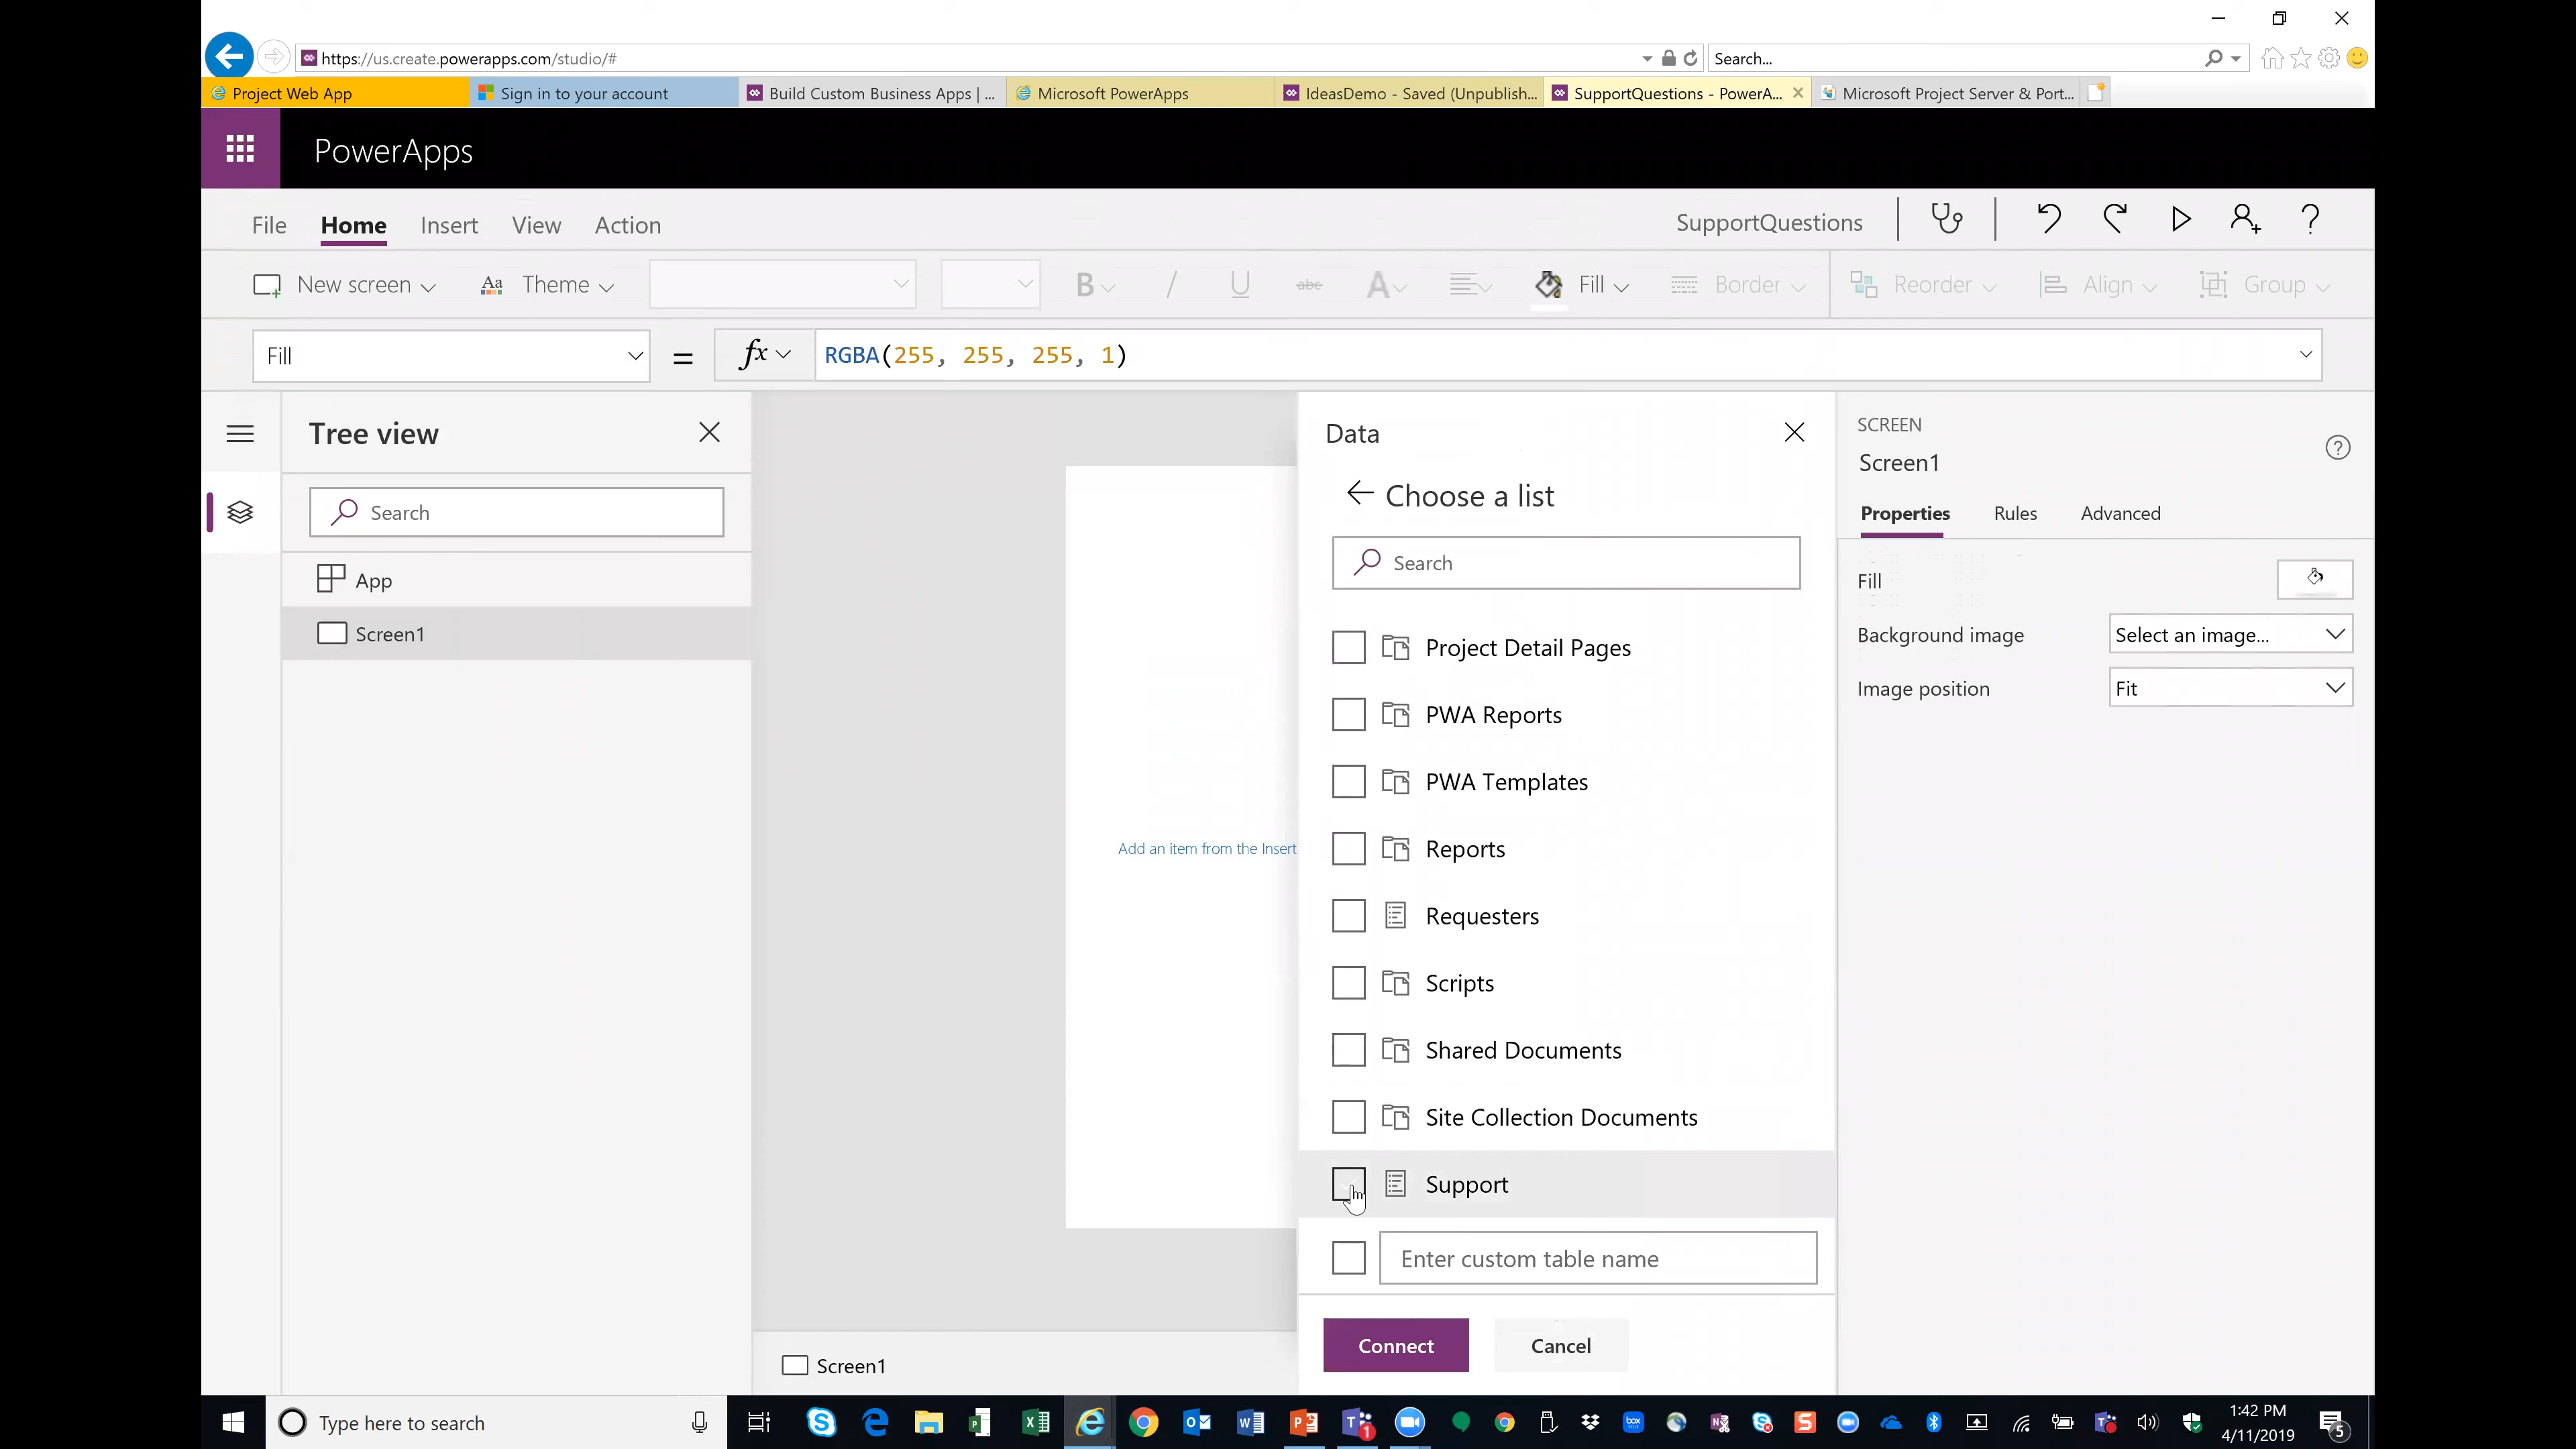 https://us.create.powerapps.com/studio/#
Search...
Project Web App
Sign in to your account
Build Custom Business Apps | ...
Microsoft PowerApps
IdeasDemo - Saved (Unpublish...
SupportQuestions - PowerA...
Microsoft Project Server & Port...
PowerApps
File
Home
Insert
View
Action
SupportQuestions
New screen
Theme
B
I
U
abc
A
Fill
Border
Reorder
Align
Group
Fill
=
fx
RGBA(255, 255, 255, 1)
Tree view
Search
App
Screen1
Add an item from the Insert
Screen1
Data
Choose a list
Search
Project Detail Pages
PWA Reports
PWA Templates
Reports
Requesters
Scripts
Shared Documents
Site Collection Documents
Support
Enter custom table name
Connect
Cancel
SCREEN
Screen1
Properties
Rules
Advanced
Fill
Background image
Select an image...
Image position
Fit
Type here to search
1:42 PM
4/11/2019
5